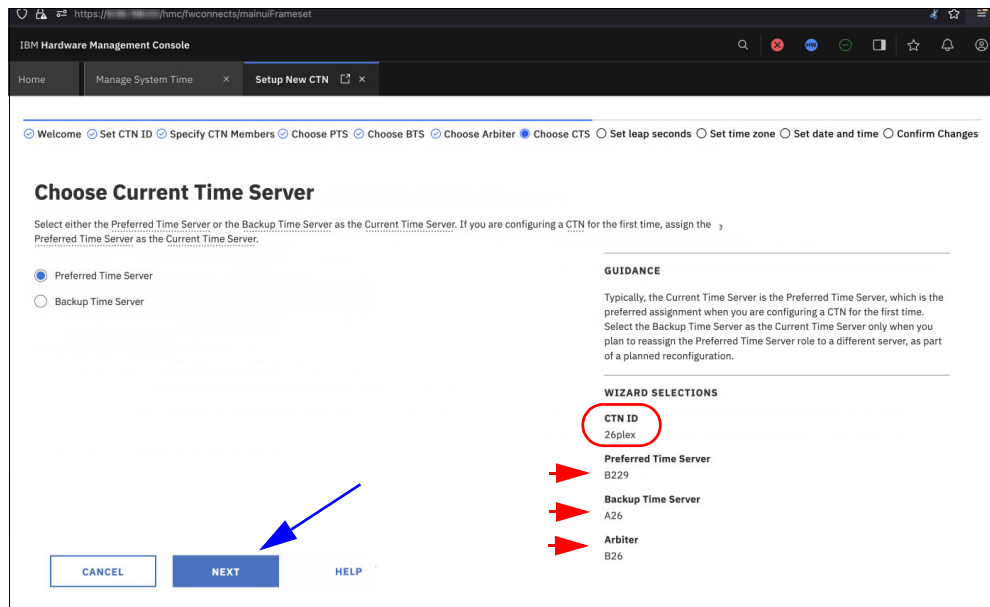 https:// /hmc/fwconnects/mainuiFrameset
IBM Hardware Management Console
HW
Home
Manage System Time
Setup New CTN
Welcome Set CTN ID Specify CTN Members Choose PTS Choose BTS Choose Arbiter Choose CTS Set leap seconds Set time zone Set date and time Confirm Changes
Choose Current Time Server
Select either the Preferred Time Server or the Backup Time Server as the Current Time Server. If you are configuring a CTN for the first time, assign the
Preferred Time Server as the Current Time Server.
Preferred Time Server
Backup Time Server
GUIDANCE
Typically, the Current Time Server is the Preferred Time Server, which is the
preferred assignment when you are configuring a CTN for the first time.
Select the Backup Time Server as the Current Time Server only when you
plan to reassign the Preferred Time Server role to a different server, as part
of a planned reconfiguration.
WIZARD SELECTIONS
CTN ID
26plex
Preferred Time Server
B229
Backup Time Server
A26
Arbiter
B26
CANCEL
NEXT
HELP